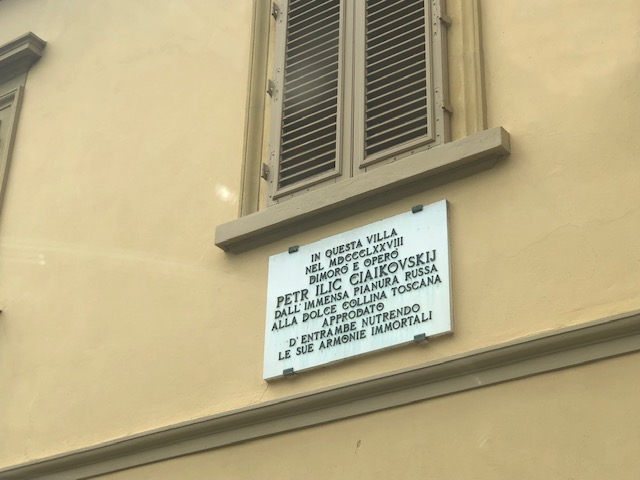 IN QUESTA VILLA
NEL MDCCCLXXVIII
DIMORÒ E OPERÒ
PETR ILIC CIAIKOVSKIJ
DALL'IMMENSA PIANURA RUSSA
ALLA DOLCE COLLINA TOSCANA
APPRODATO
D'ENTRAMBE NUTRENDO
LE SUE ARMONIE IMMORTALI